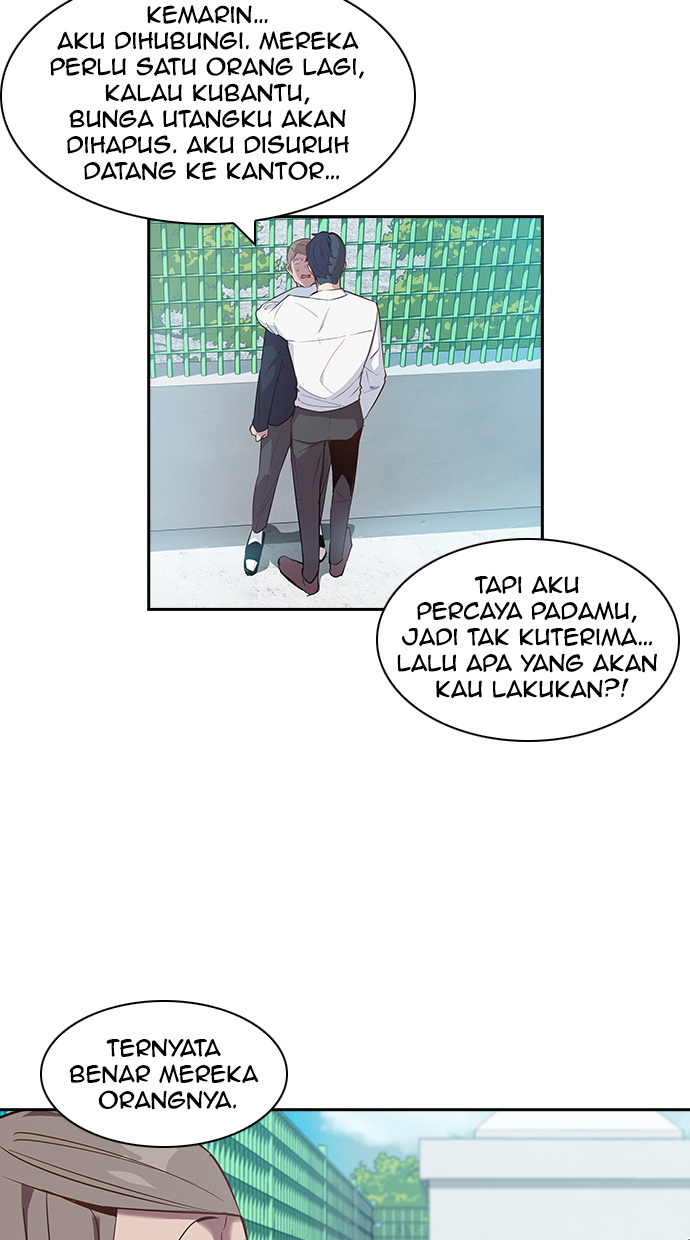 KEMARIN...
AKU DIHUBUNGI. MEREKA
PERLU SATU ORANG LAGI,
KALAU KUBANTU,
BUNGA UTANGKU AKAN
DIHAPUS. AKU DISURUH
DATANG KE KANTOR...
TAPI AKU
PERCAYA PADAMU,
JADI TAK KUTERIMA...
LALU APA YANG AKAN
KAU LAKUKAN?!
TERNYATA
BENAR MEREKA
ORANGNYA.